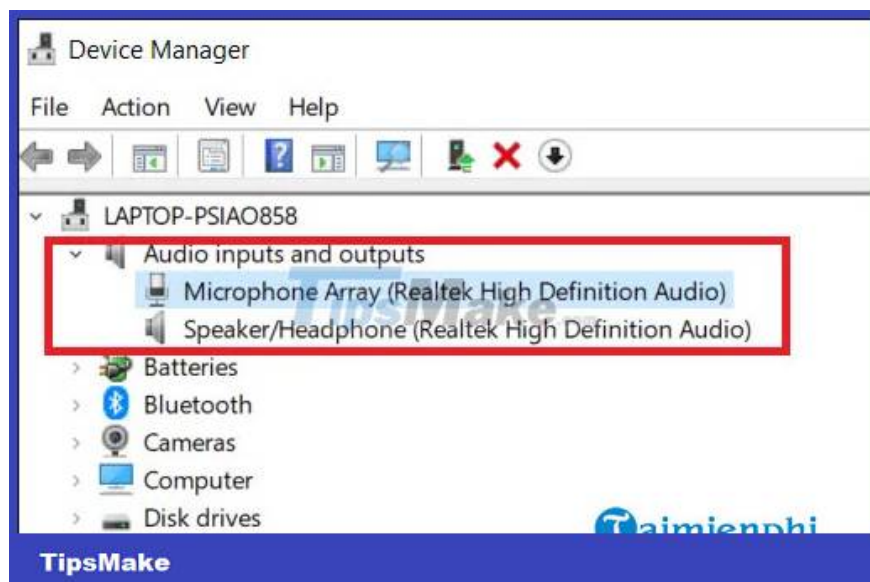 Device Manager
File Action View Help
LAPTOP-PSIAO858
Audio inputs and outputs
Microphone Array (Realtek High Definition Audio)
TipsMake
Speaker/Headphone (Realtek High Definition Audio)
Batteries
Bluetooth
Cameras
Computer
Disk drives
Taimienphi
TipsMake